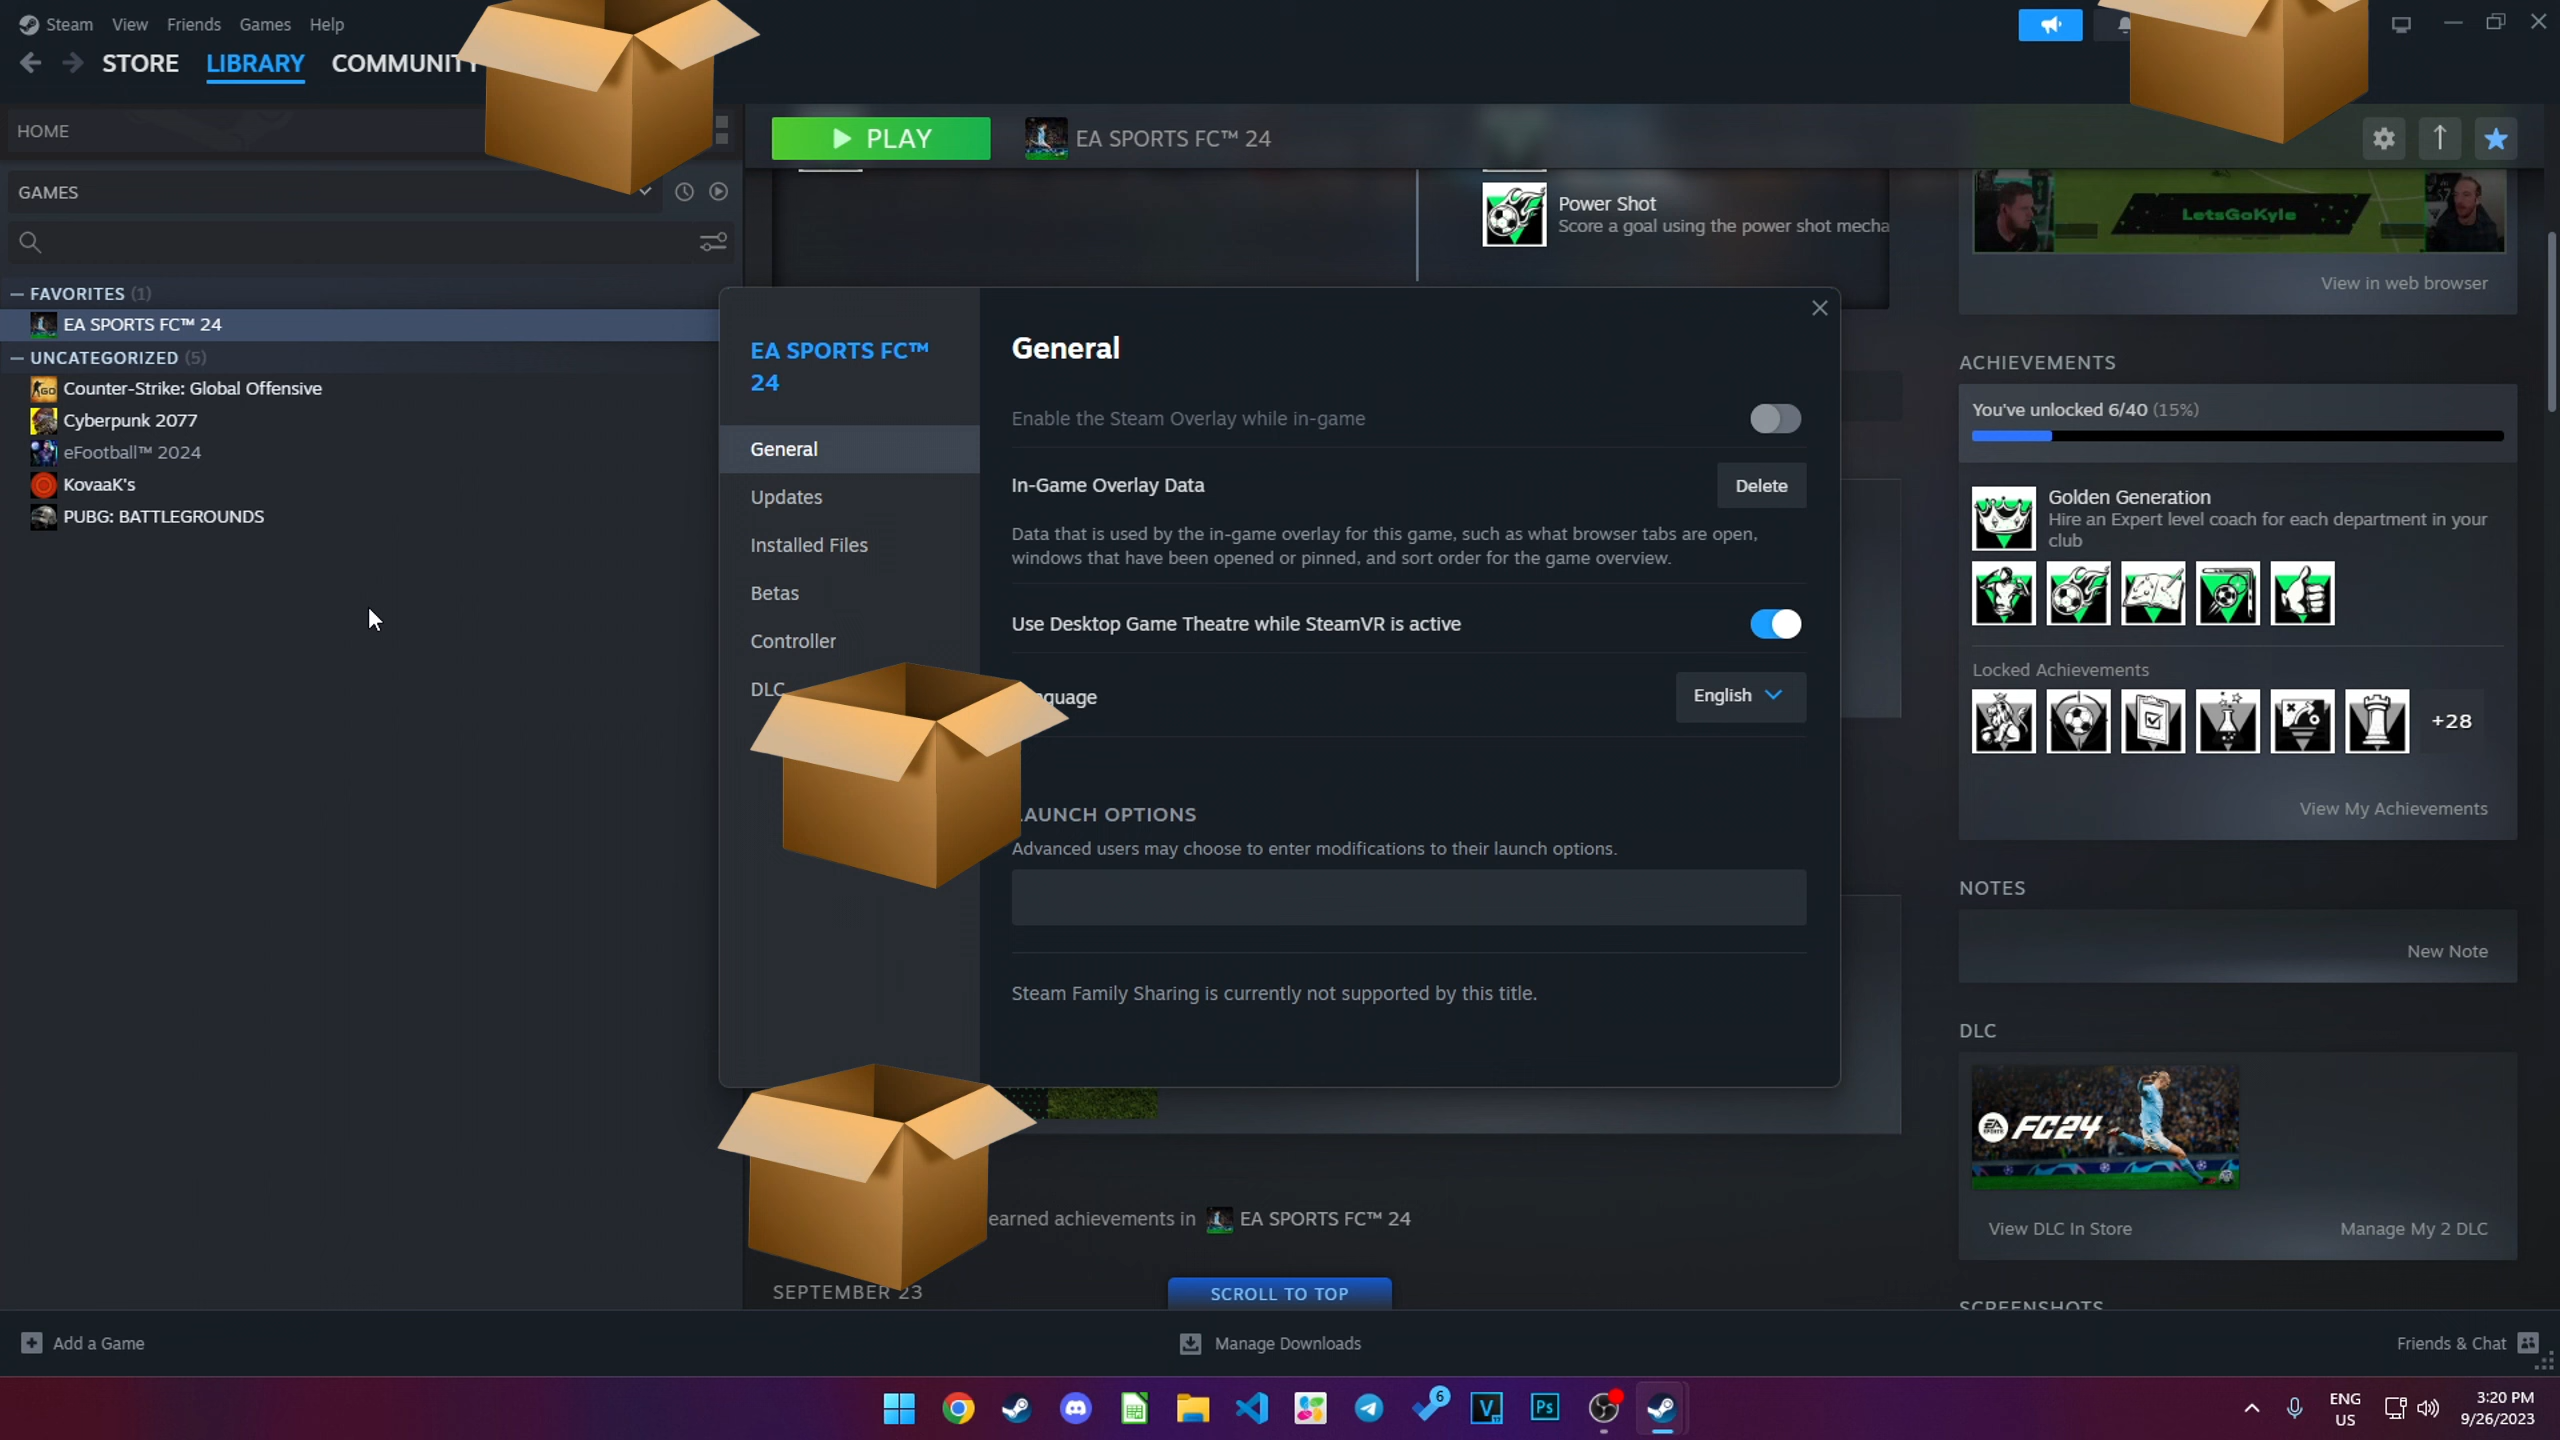 Steam View Friends Games Help
STORE LIBRARY COMMUNITY
HOME
GAMES
FAVORITES (1)
EA SPORTS FC™ 24
UNCATEGORIZED (5)
Counter-Strike: Global Offensive
Cyberpunk 2077
eFootball™ 2024
KovaaK's
PUBG: BATTLEGROUNDS
PLAY
EA SPORTS FC™ 24
Power Shot
Score a goal using the power shot mecha
LetsGoKyle
View in web browser
EA SPORTS FC™
24
General
Updates
Installed Files
Betas
Controller
DLC
General
Enable the Steam Overlay while in-game
In-Game Overlay Data
Delete
Data that is used by the in-game overlay for this game, such as what browser tabs are open,
windows that have been opened or pinned, and sort order for the game overview.
Use Desktop Game Theatre while SteamVR is active
guage
English
AUNCH OPTIONS
Advanced users may choose to enter modifications to their launch options.
Steam Family Sharing is currently not supported by this title.
earned achievements in EA SPORTS FC™ 24
SEPTEMBER 23
SCROLL TO TOP
ACHIEVEMENTS
You've unlocked 6/40 (15%)
Golden Generation
Hire an Expert level coach for each department in your
club
Locked Achievements
+28
View My Achievements
NOTES
New Note
DLC
EA SPORTS FC24
View DLC In Store
Manage My 2 DLC
SCREENSHOTS
Add a Game
Manage Downloads
Friends & Chat
6
V
Ps
ENG
US
3:20 PM
9/26/2023